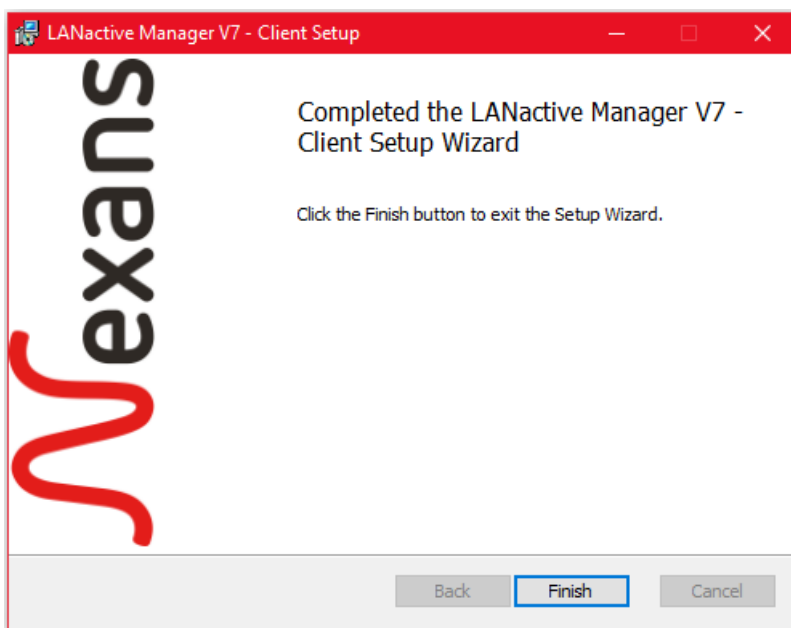 LANactive Manager V7 - Client Setup
Nexans
Completed the LANactive Manager V7 -
Client Setup Wizard
Click the Finish button to exit the Setup Wizard.
Back
Finish
Cancel